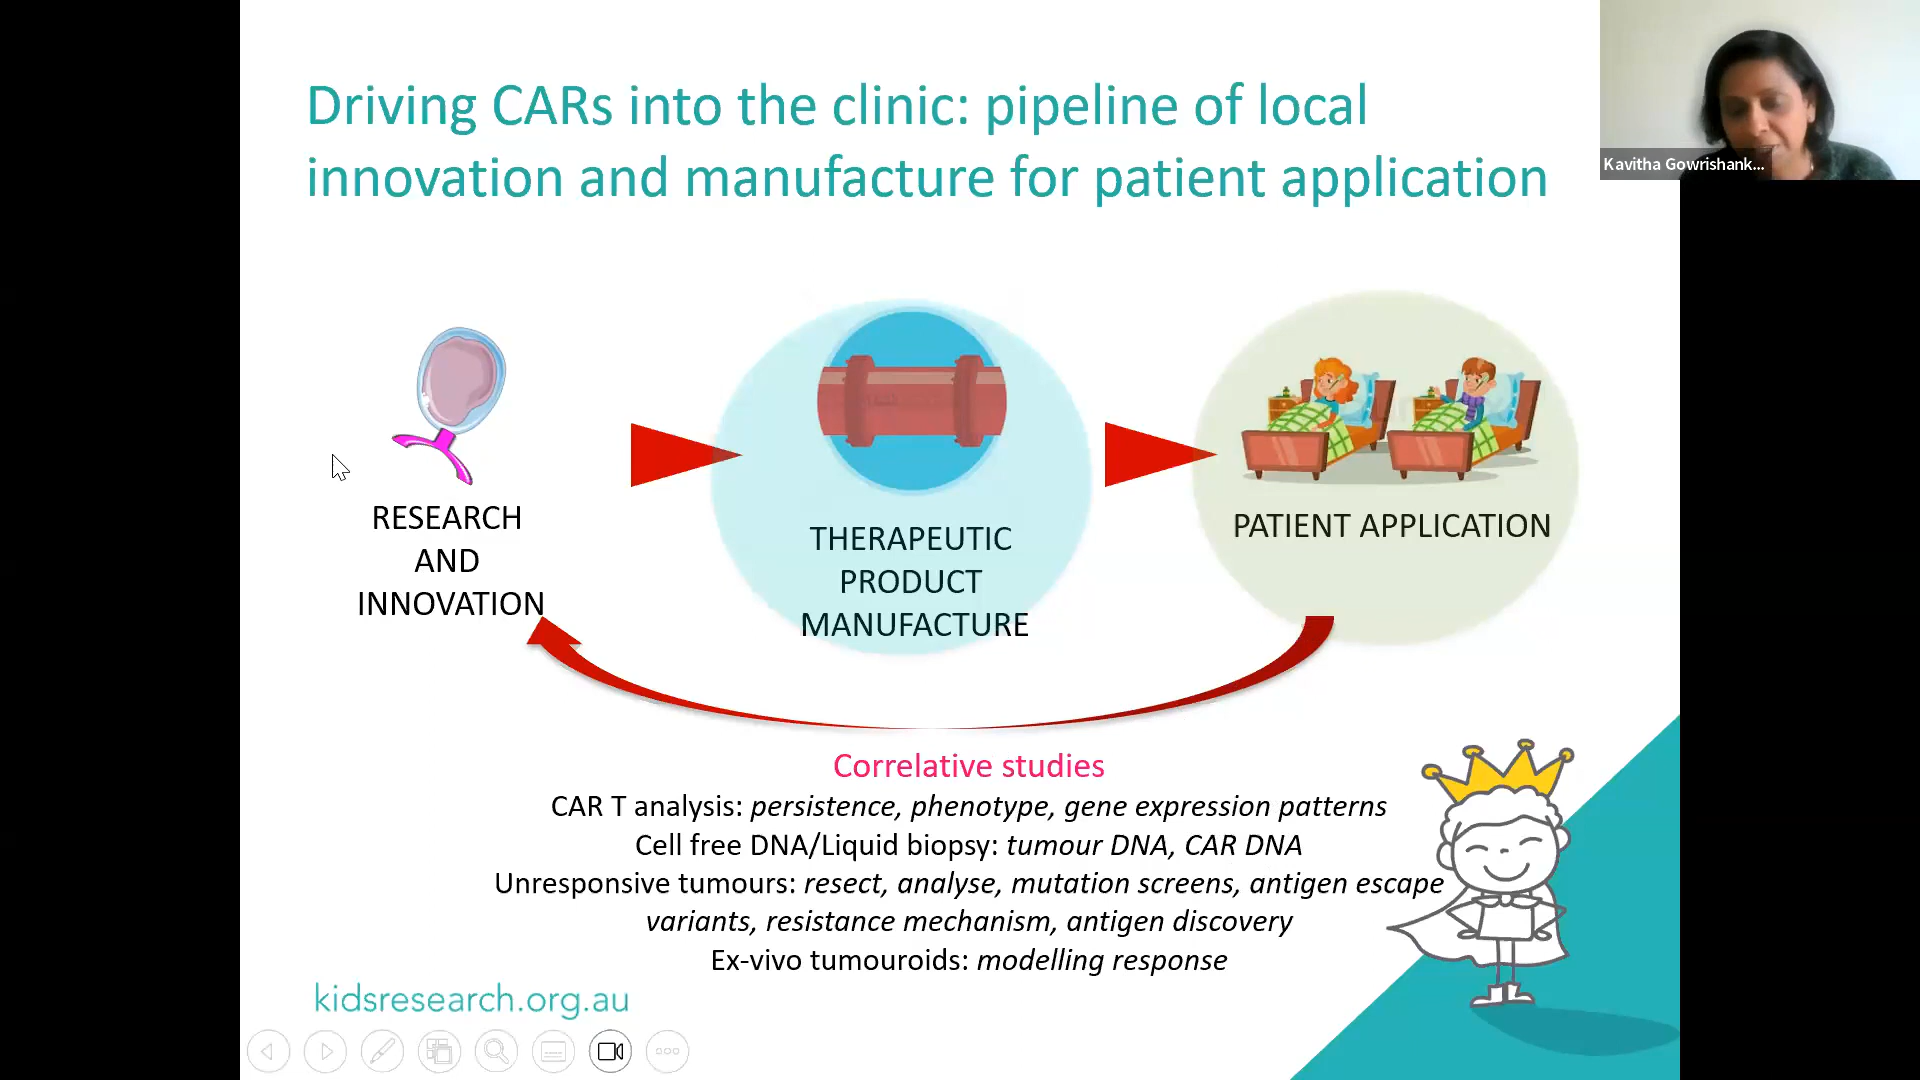 Driving CARs into the clinic: pipeline of local
innovation and manufacture for patient application
Kavitha Gowrishank...
RESEARCH
AND
INNOVATION
THERAPEUTIC
PRODUCT
MANUFACTURE
PATIENT APPLICATION
Correlative studies
CAR T analysis: persistence, phenotype, gene expression patterns
Cell free DNA/Liquid biopsy: tumour DNA, CAR DNA
Unresponsive tumours: resect, analyse, mutation screens, antigen escape
variants, resistance mechanism, antigen discovery
Ex-vivo tumouroids: modelling response
kidsresearch.org.au